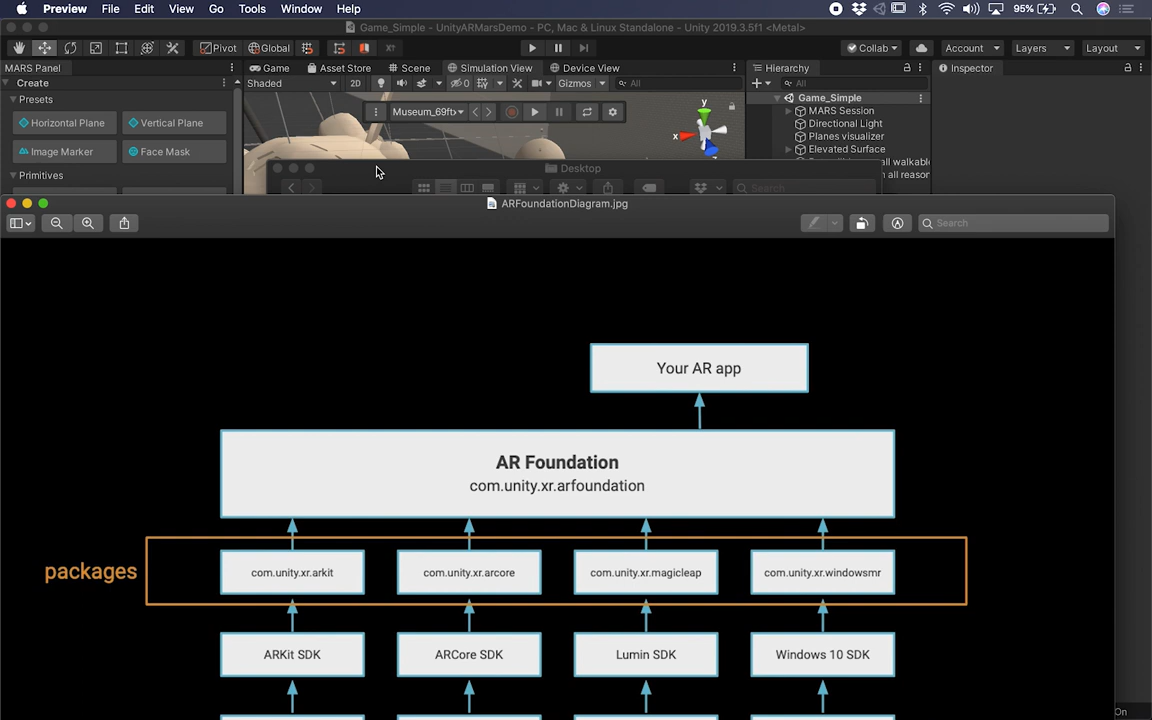 Preview File Edit View Go Tools Window Help 95%
Game_Simple - UnityARMarsDemo - PC, Mac & Linux Standalone - Unity 2019.3.5f1 <Metal>
Pivot Global Collab Account Layers Layout
MARS Panel Game Asset Store Scene Simulation View Device View Hierarchy Inspector
Create Shaded 2D 0 Gizmos All All
Presets Museum_69ft Game_Simple
Horizontal Plane Vertical Plane y x MARS Session
Directional Light
Planes visualizer
Image Marker Face Mask Elevated Surface
Primitives Desktop all walkable
Search all reason
ARFoundationDiagram.jpg
Search
Your AR app
AR Foundation
com.unity.xr.arfoundation
packages com.unity.xr.arkit com.unity.xr.arcore com.unity.xr.magicleap com.unity.xr.windowsmr
ARKit SDK ARCore SDK Lumin SDK Windows 10 SDK
On